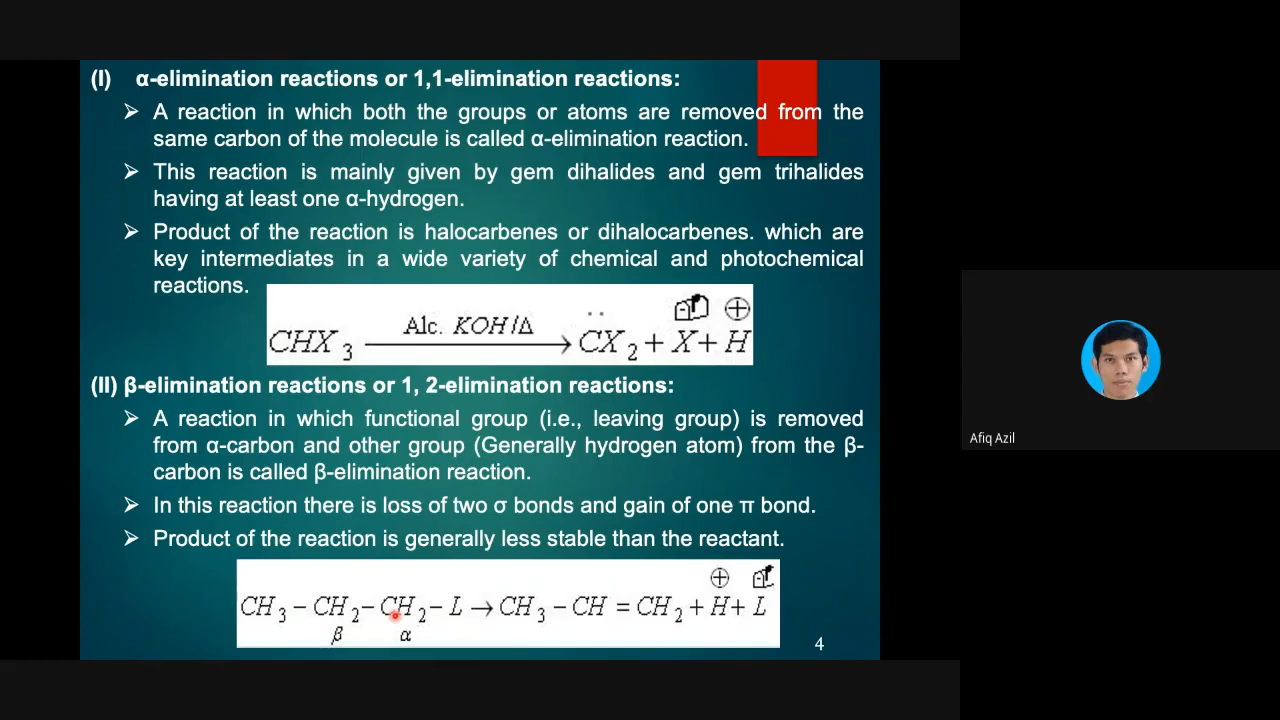 (I) α-elimination reactions or 1,1-elimination reactions:
➢ A reaction in which both the groups or atoms are removed from the
same carbon of the molecule is called α-elimination reaction.
➢ This reaction is mainly given by gem dihalides and gem trihalides
having at least one α-hydrogen.
➢ Product of the reaction is halocarbenes or dihalocarbenes. which are
key intermediates in a wide variety of chemical and photochemical
reactions.
Alc. KOH/Δ
CHX₃ ⟶ C̈X₂ + X + H⊕
(II) β-elimination reactions or 1, 2-elimination reactions:
➢ A reaction in which functional group (i.e., leaving group) is removed
from α-carbon and other group (Generally hydrogen atom) from the β-
carbon is called β-elimination reaction.
➢ In this reaction there is loss of two σ bonds and gain of one π bond.
➢ Product of the reaction is generally less stable than the reactant.
CH₃ − CH₂ − CH₂ − L → CH₃ − CH = CH₂ + H⊕ + L
β α
4
Afiq Azil